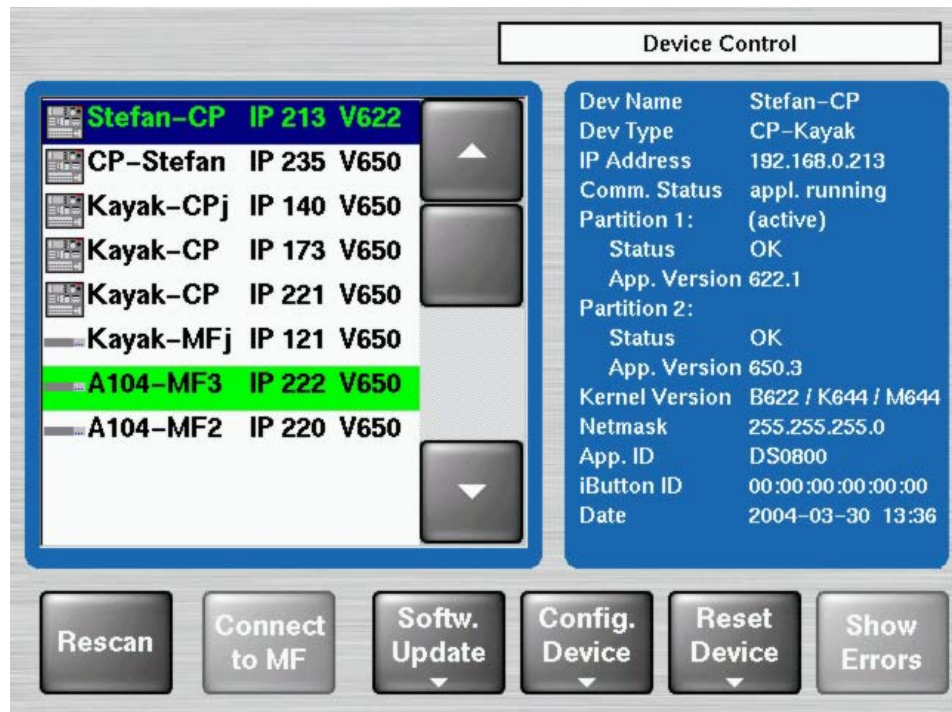 Device Control
Stefan-CP IP 213 V622
CP-Stefan IP 235 V650
Kayak-CPj IP 140 V650
Kayak-CP IP 173 V650
Kayak-CP IP 221 V650
Kayak-MFj IP 121 V650
A104-MF3 IP 222 V650
A104-MF2 IP 220 V650
Dev Name Stefan-CP
Dev Type CP-Kayak
IP Address 192.168.0.213
Comm. Status appl. running
Partition 1: (active)
Status OK
App. Version 622.1
Partition 2:
Status OK
App. Version 650.3
Kernel Version B622 / K644 / M644
Netmask 255.255.255.0
App. ID DS0800
iButton ID 00:00:00:00:00:00
Date 2004-03-30 13:36
Rescan
Connect
to MF
Softw.
Update
Config.
Device
Reset
Device
Show
Errors